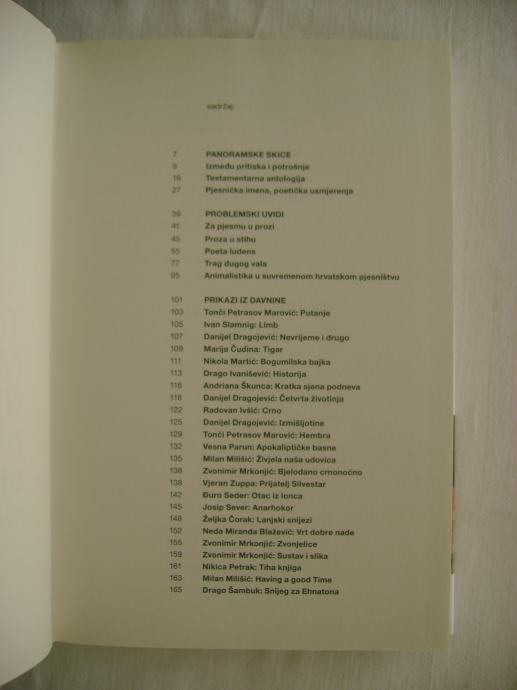 sadržaj:
7 PANORAMSKE SKICE
9 Između pritiska i potrošnje
19 Testamentarna antologija
27 Pjesnička imena, poetička usmjerenja
39 PROBLEMSKI UVIDI
41 Za pjesmu u prozi
45 Proza u stihu
55 Poeta ludens
77 Trag dugog vala
95 Animalistika u suvremenom hrvatskom pjesništvu
101 PRIKAZI IZ DAVNINE
103 Tonči Petrasov Marović: Putanje
105 Ivan Slamnig: Limb
107 Danijel Dragojević: Nevrijeme i drugo
109 Marija Čudina: Tigar
111 Nikola Martić: Bogumilska bajka
113 Drago Ivanišević: Historija
116 Andriana Škunca: Kratka sjena podneva
118 Danijel Dragojević: Četvrta životinja
122 Radovan Ivšić: Crno
125 Danijel Dragojević: Izmišljotine
129 Tonči Petrasov Marović: Hembra
132 Vesna Parun: Apokaliptičke basne
135 Milan Milišić: Živjela naša udovica
138 Zvonimir Mrkonjić: Bjelodano crnonoćno
138 Vjeran Zuppa: Prijatelj Silvestar
142 Đuro Seder: Otac iz lonca
145 Josip Sever: Anarhokor
148 Željka Čorak: Lanjski snijezi
152 Neda Miranda Blažević: Vrt dobre nade
155 Zvonimir Mrkonjić: Zvonjelice
159 Zvonimir Mrkonjić: Sustav i slika
161 Nikica Petrak: Tiha knjiga
163 Milan Milišić: Having a good Time
165 Drago Šambuk: Snijeg za Ehnatona